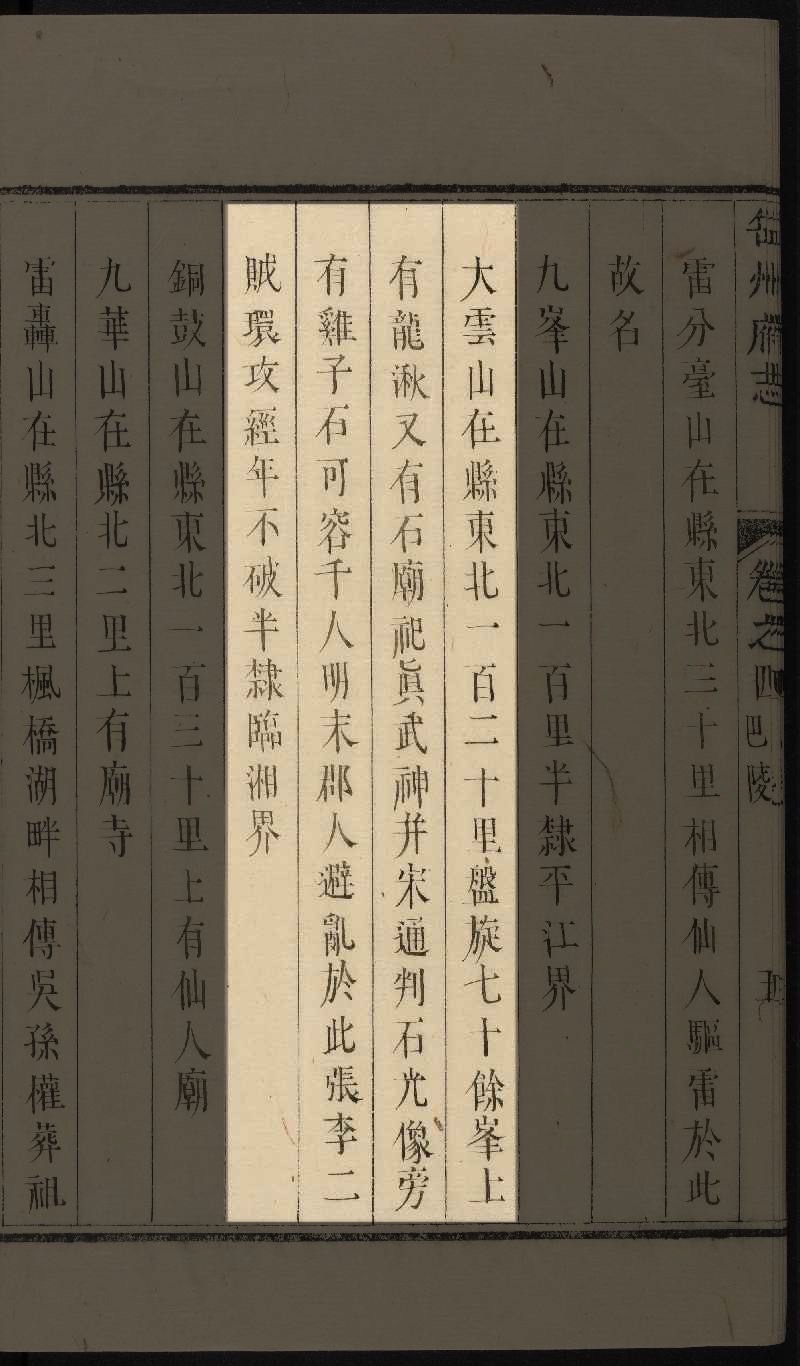 岳州府志
卷之四 巴陵 五
雷分臺山在縣東北三十里相傳仙人驅雷於此
故名
九峯山在縣東北一百里半隸平江界
大雲山在縣東北一百二十里盤旋七十餘峯上
有龍湫又有石廟祀眞武神并宋通判石光像旁
有雞子石可容千人明末郡人避亂於此張李二
賊環攻經年不破半隸臨湘界
銅鼓山在縣東北一百三十里上有仙人廟
九華山在縣北二里上有廟寺
雷轟山在縣北三里楓橋湖畔相傳吳孫權葬祖